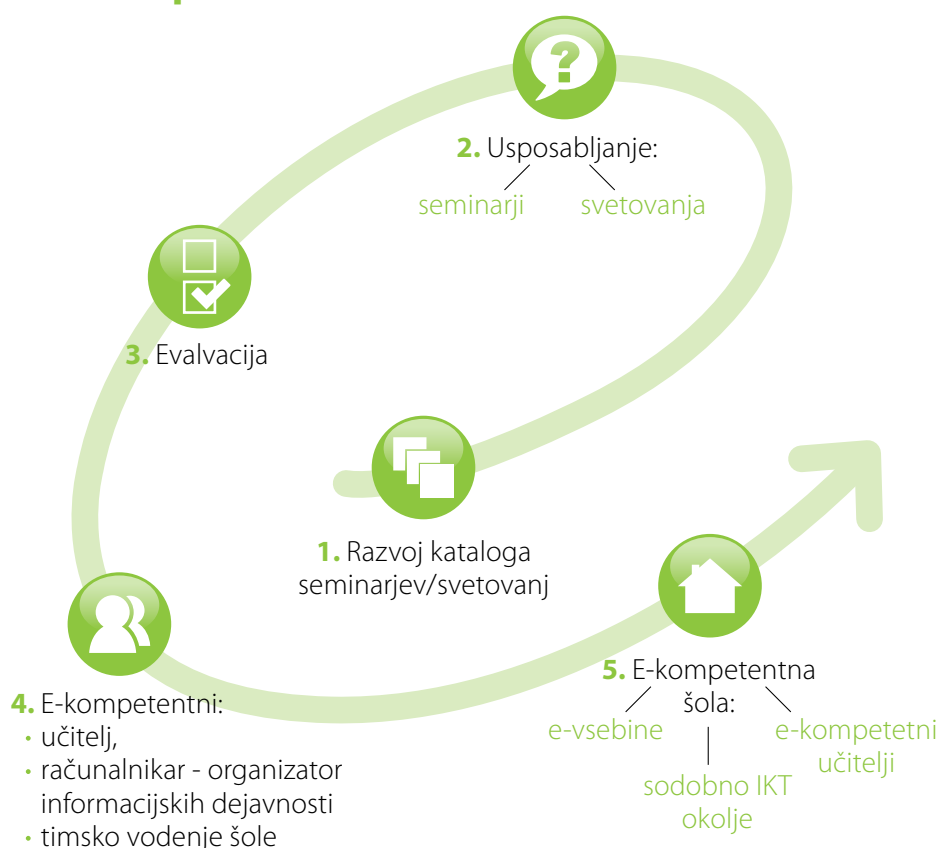 2. Usposabljanje:
seminarji svetovanja
3. Evalvacija
1. Razvoj kataloga
seminarjev/svetovanj
4. E-kompetentni:
• učitelj,
• računalnikar - organizator
informacijskih dejavnosti
• timsko vodenje šole
5. E-kompetentna
šola:
e-vsebine
sodobno IKT
okolje
e-kompetetni
učitelji